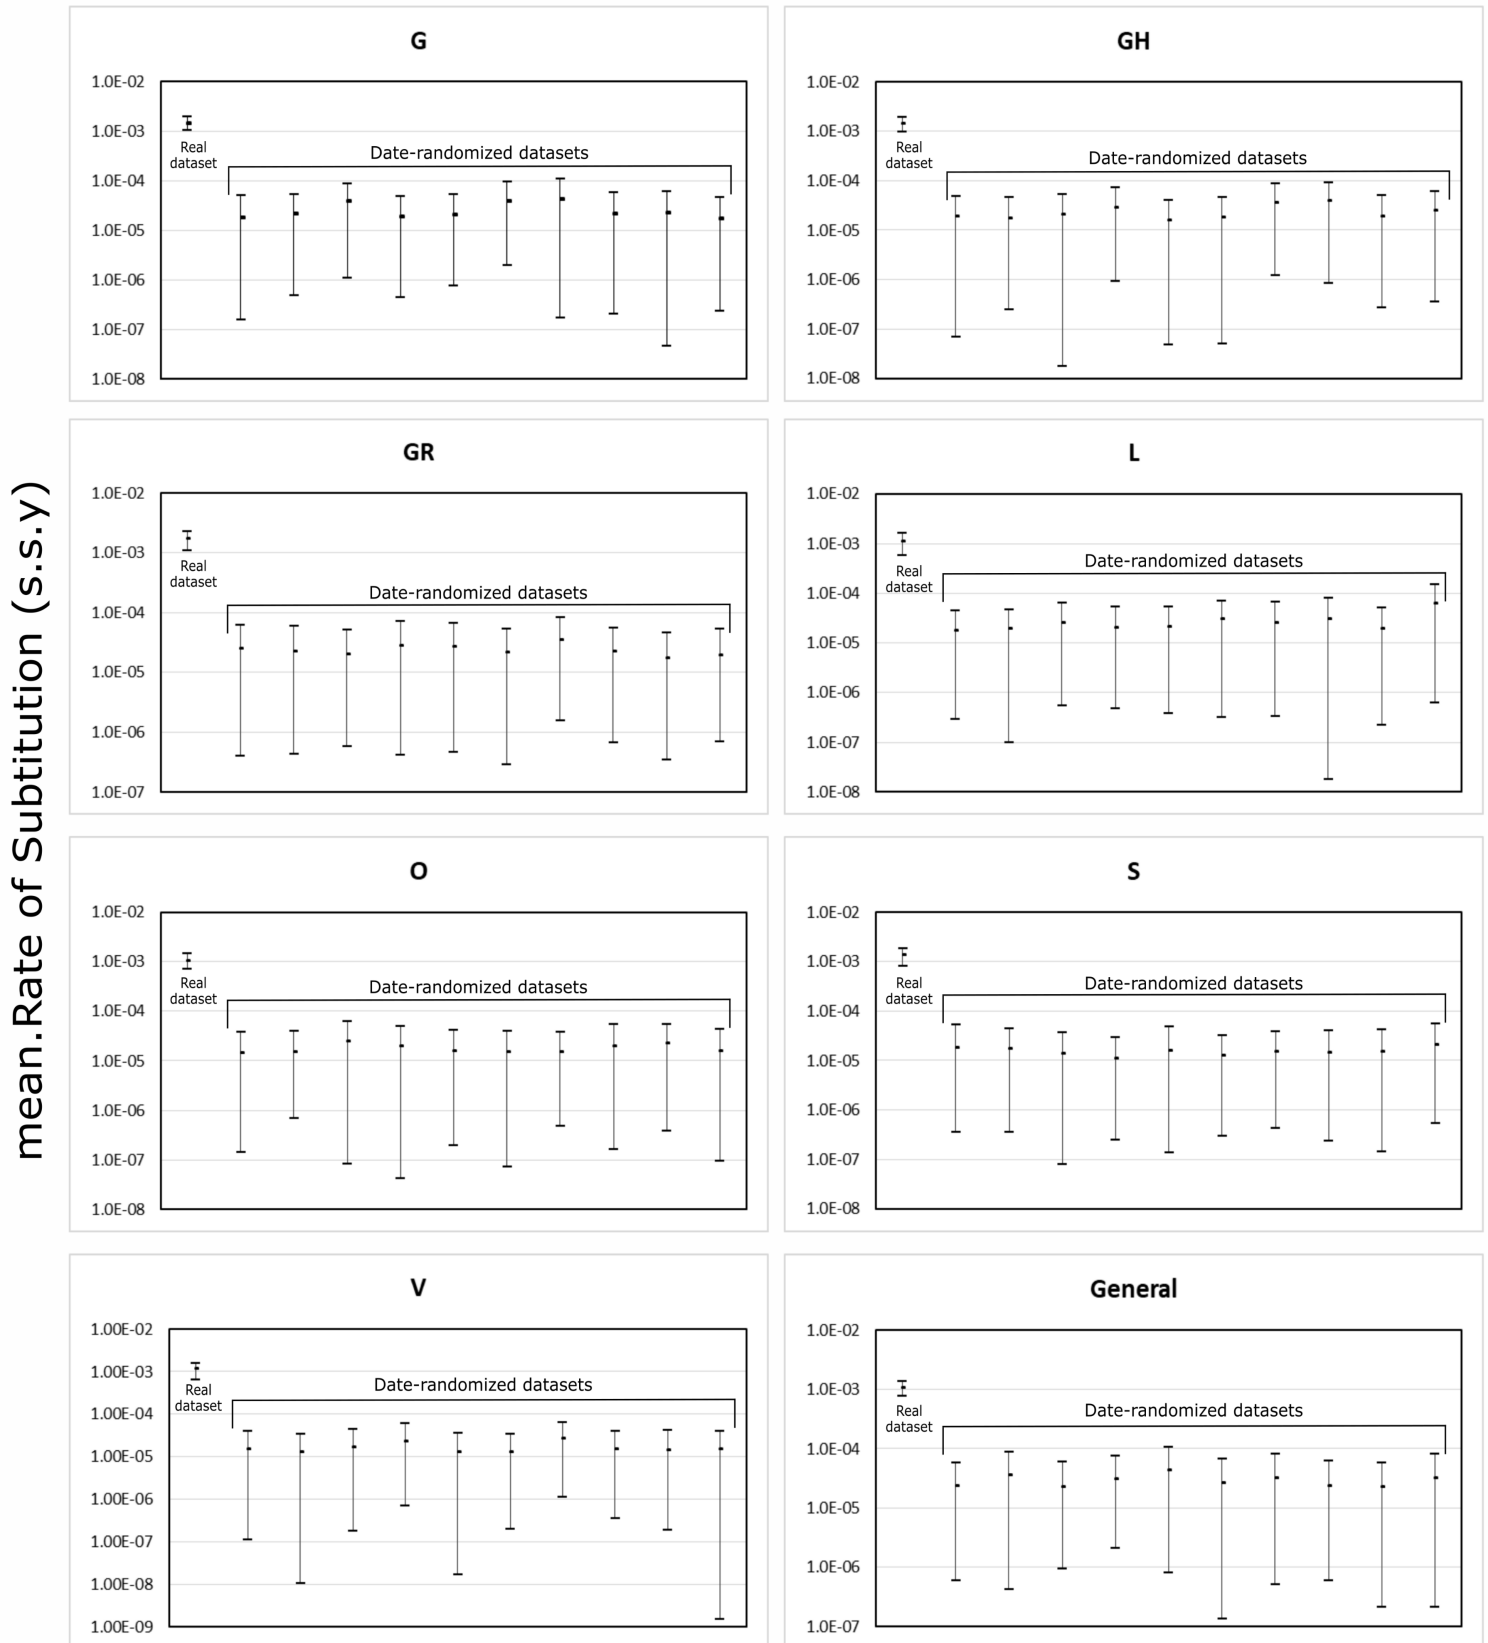 mean.Rate of Subtitution (s.s.y)
G
1.0E-02
1.0E-03
1.0E-04
1.0E-05
1.0E-06
1.0E-07
1.0E-08
Real
dataset
Date-randomized datasets
GH
1.0E-02
1.0E-03
1.0E-04
1.0E-05
1.0E-06
1.0E-07
1.0E-08
Real
dataset
Date-randomized datasets
GR
1.0E-02
1.0E-03
1.0E-04
1.0E-05
1.0E-06
1.0E-07
Real
dataset
Date-randomized datasets
L
1.0E-02
1.0E-03
1.0E-04
1.0E-05
1.0E-06
1.0E-07
1.0E-08
Real
dataset
Date-randomized datasets
O
1.0E-02
1.0E-03
1.0E-04
1.0E-05
1.0E-06
1.0E-07
1.0E-08
Real
dataset
Date-randomized datasets
S
1.0E-02
1.0E-03
1.0E-04
1.0E-05
1.0E-06
1.0E-07
1.0E-08
Real
dataset
Date-randomized datasets
V
1.00E-02
1.00E-03
1.00E-04
1.00E-05
1.00E-06
1.00E-07
1.00E-08
1.00E-09
Real
dataset
Date-randomized datasets
General
1.0E-02
1.0E-03
1.0E-04
1.0E-05
1.0E-06
1.0E-07
Real
dataset
Date-randomized datasets